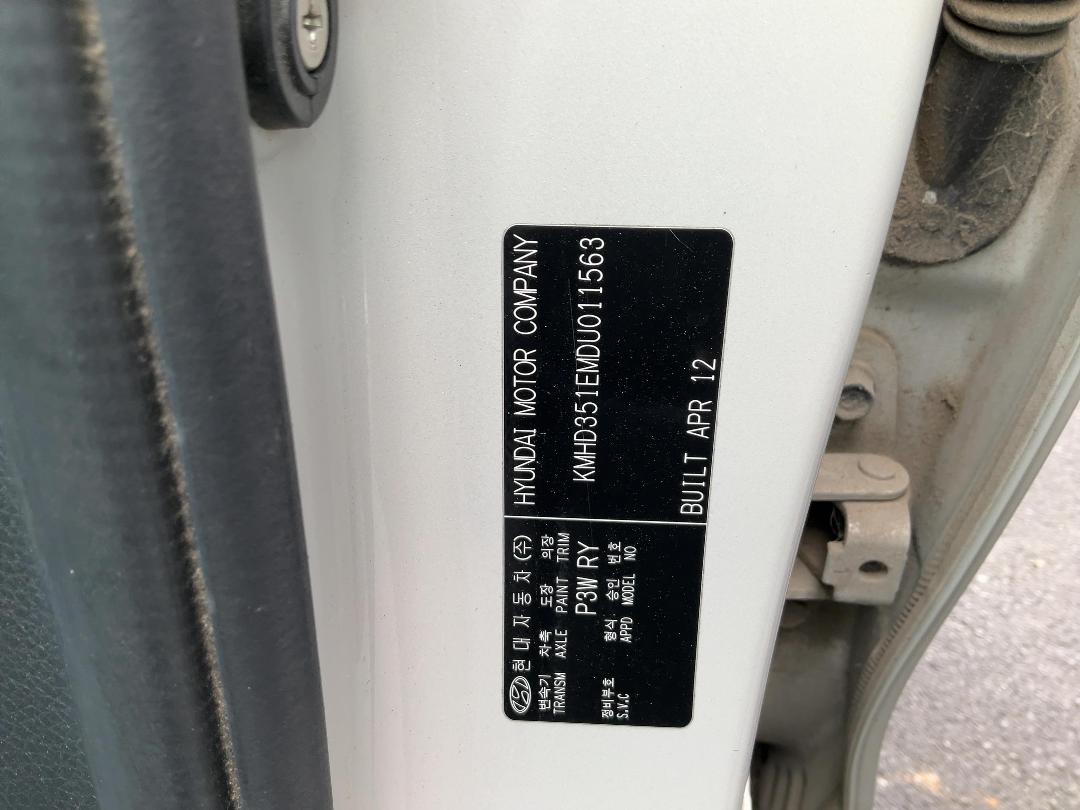 현대자동차(주) HYUNDAI MOTOR COMPANY
변속기 차축 도장 의장
TRANSM AXLE PAINT TRIM
P3W RY KMHD351EMDU011563
형식 승인 번호
APPD MODEL NO
정비부호
S.V.C
BUILT APR 12